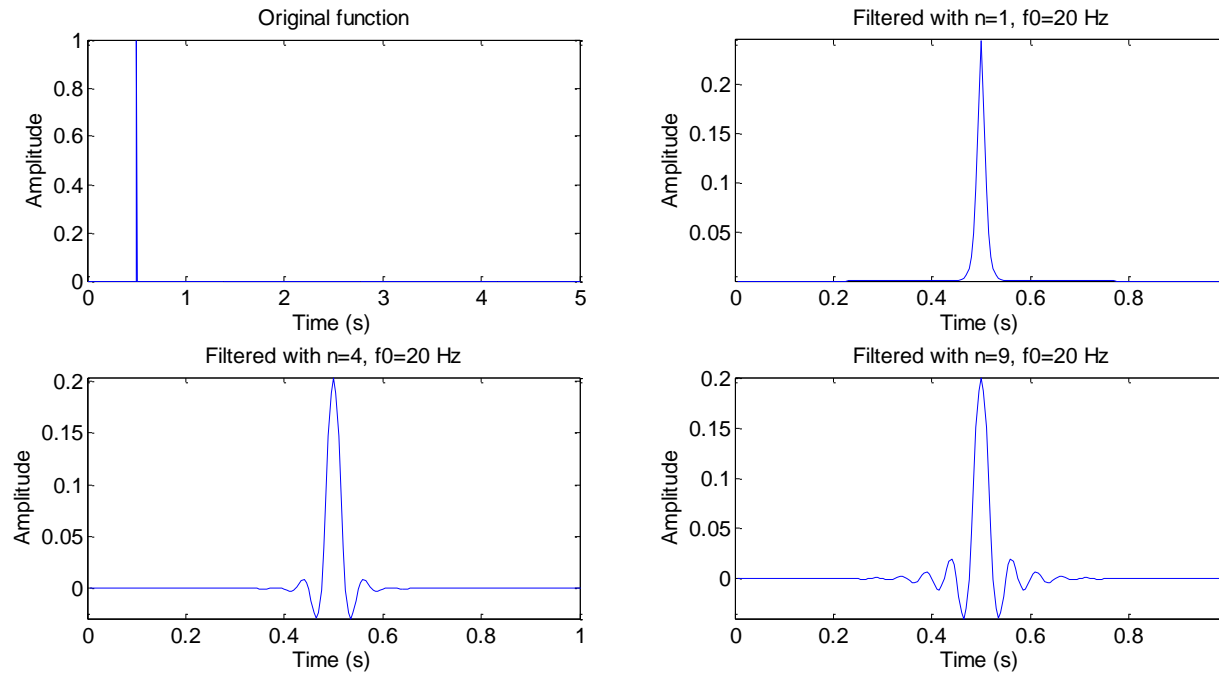 Original function
Amplitude
1
0.8
0.6
0.4
0.2
0
0 1 2 3 4 5
Time (s)
Filtered with n=1, f0=20 Hz
Amplitude
0.2
0.15
0.1
0.05
0 0.2 0.4 0.6 0.8
Time (s)
Filtered with n=4, f0=20 Hz
Amplitude
0.2
0.15
0.1
0.05
0
0 0.2 0.4 0.6 0.8 1
Time (s)
Filtered with n=9, f0=20 Hz
Amplitude
0.2
0.15
0.1
0.05
0
0 0.2 0.4 0.6 0.8
Time (s)